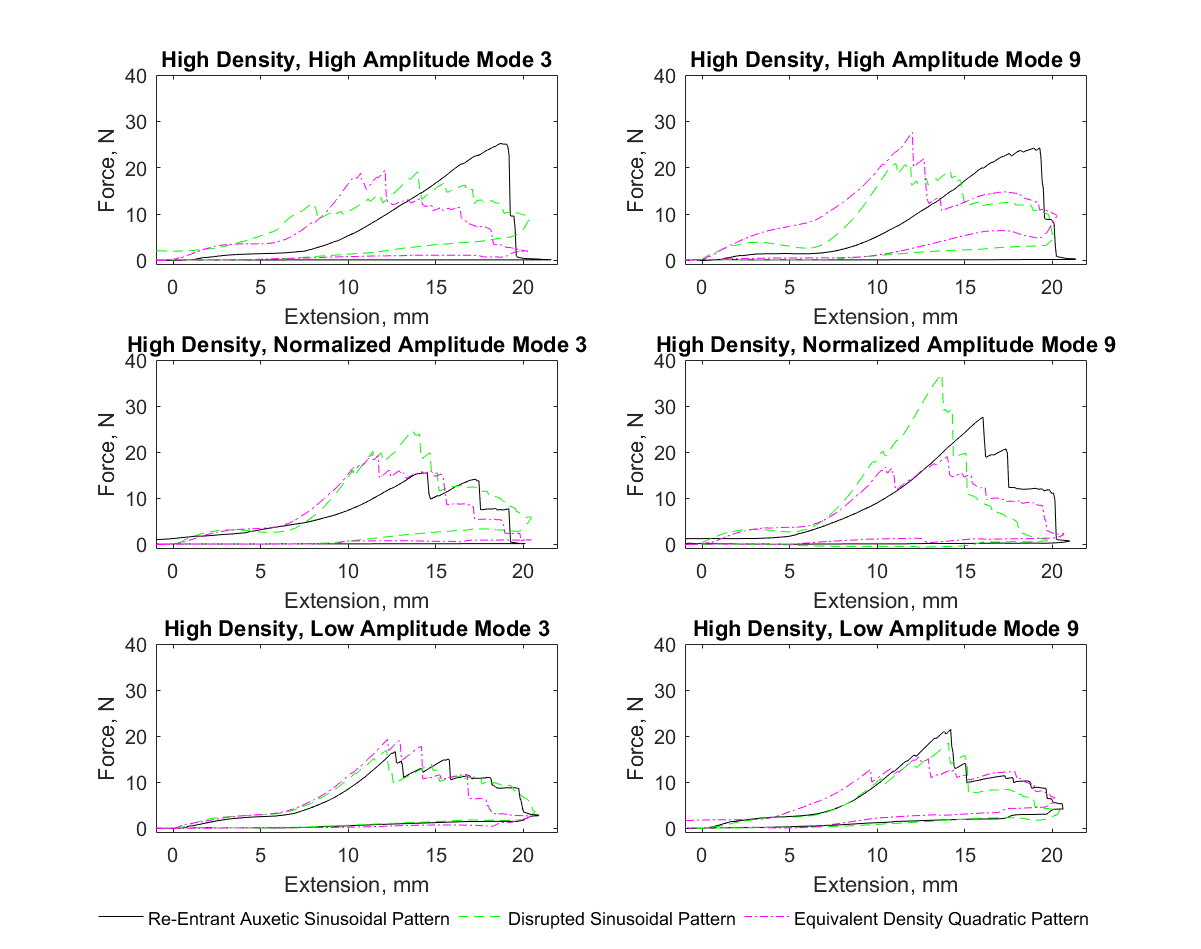 High Density, High Amplitude Mode 3
40
30
20
10
0
Force, N
0 5 10 15 20
Extension, mm
High Density, High Amplitude Mode 9
40
30
20
10
0
Force, N
0 5 10 15 20
Extension, mm
High Density, Normalized Amplitude Mode 3
40
30
20
10
0
Force, N
0 5 10 15 20
Extension, mm
High Density, Normalized Amplitude Mode 9
40
30
20
10
0
Force, N
0 5 10 15 20
Extension, mm
High Density, Low Amplitude Mode 3
40
30
20
10
0
Force, N
0 5 10 15 20
Extension, mm
High Density, Low Amplitude Mode 9
40
30
20
10
0
Force, N
0 5 10 15 20
Extension, mm
Re-Entrant Auxetic Sinusoidal Pattern Disrupted Sinusoidal Pattern Equivalent Density Quadratic Pattern